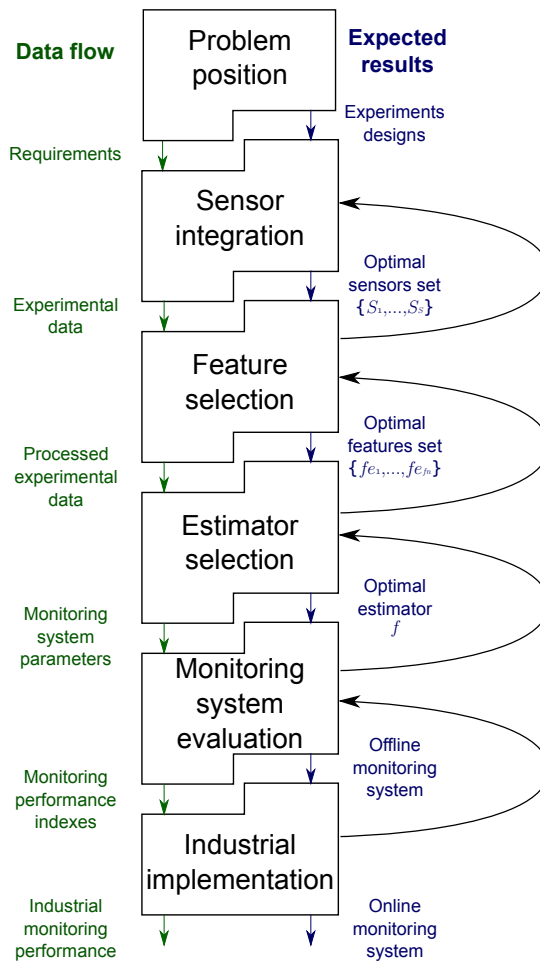 Data flow
Problem
position
Expected
results
Requirements
Experiments
designs
Sensor
integration
Experimental
data
Optimal
sensors set
{S₁,...,Sₛ}
Feature
selection
Processed
experimental
data
Optimal
features set
{fe₁,...,fe_{fn}}
Estimator
selection
Monitoring
system
parameters
Optimal
estimator
f
Monitoring
system
evaluation
Monitoring
performance
indexes
Offline
monitoring
system
Industrial
implementation
Industrial
monitoring
performance
Online
monitoring
system